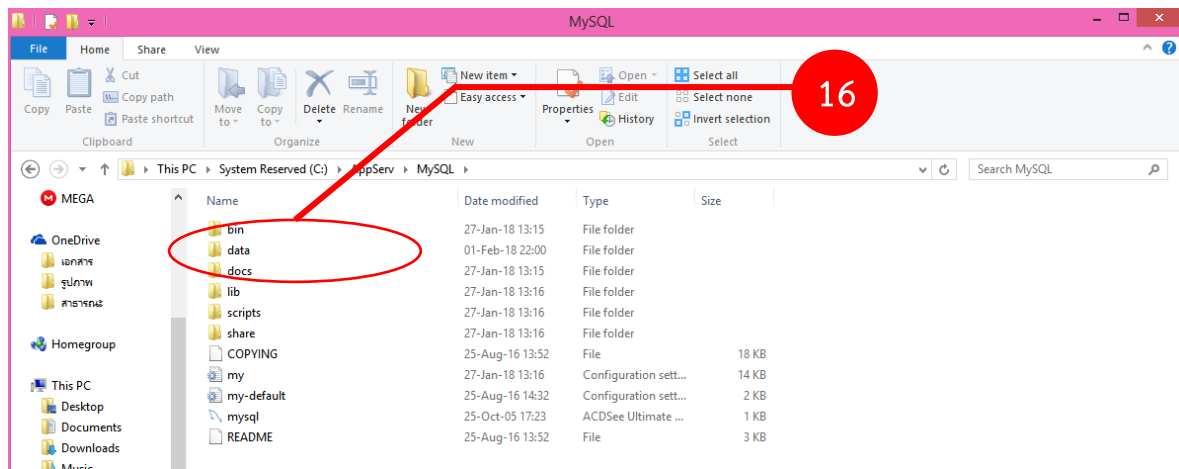 MySQL
File Home Share View
Copy
Paste
Cut
Copy path
Paste shortcut
Clipboard
Move to
Copy to
Delete
Rename
Organize
New folder
New item
Easy access
New
Properties
Open
Edit
History
Open
Select all
Select none
Invert selection
Select
16
This PC System Reserved (C:) AppServ MySQL
Search MySQL
MEGA
OneDrive
เอกสาร
รูปภาพ
สาธารณะ
Homegroup
This PC
Desktop
Documents
Downloads
Music
Name Date modified Type Size
bin 27-Jan-18 13:15 File folder
data 01-Feb-18 22:00 File folder
docs 27-Jan-18 13:15 File folder
lib 27-Jan-18 13:16 File folder
scripts 27-Jan-18 13:16 File folder
share 27-Jan-18 13:16 File folder
COPYING 25-Aug-16 13:52 File 18 KB
my 27-Jan-18 13:16 Configuration sett... 14 KB
my-default 25-Aug-16 14:32 Configuration sett... 2 KB
mysql 25-Oct-05 17:23 ACDSee Ultimate ... 1 KB
README 25-Aug-16 13:52 File 3 KB